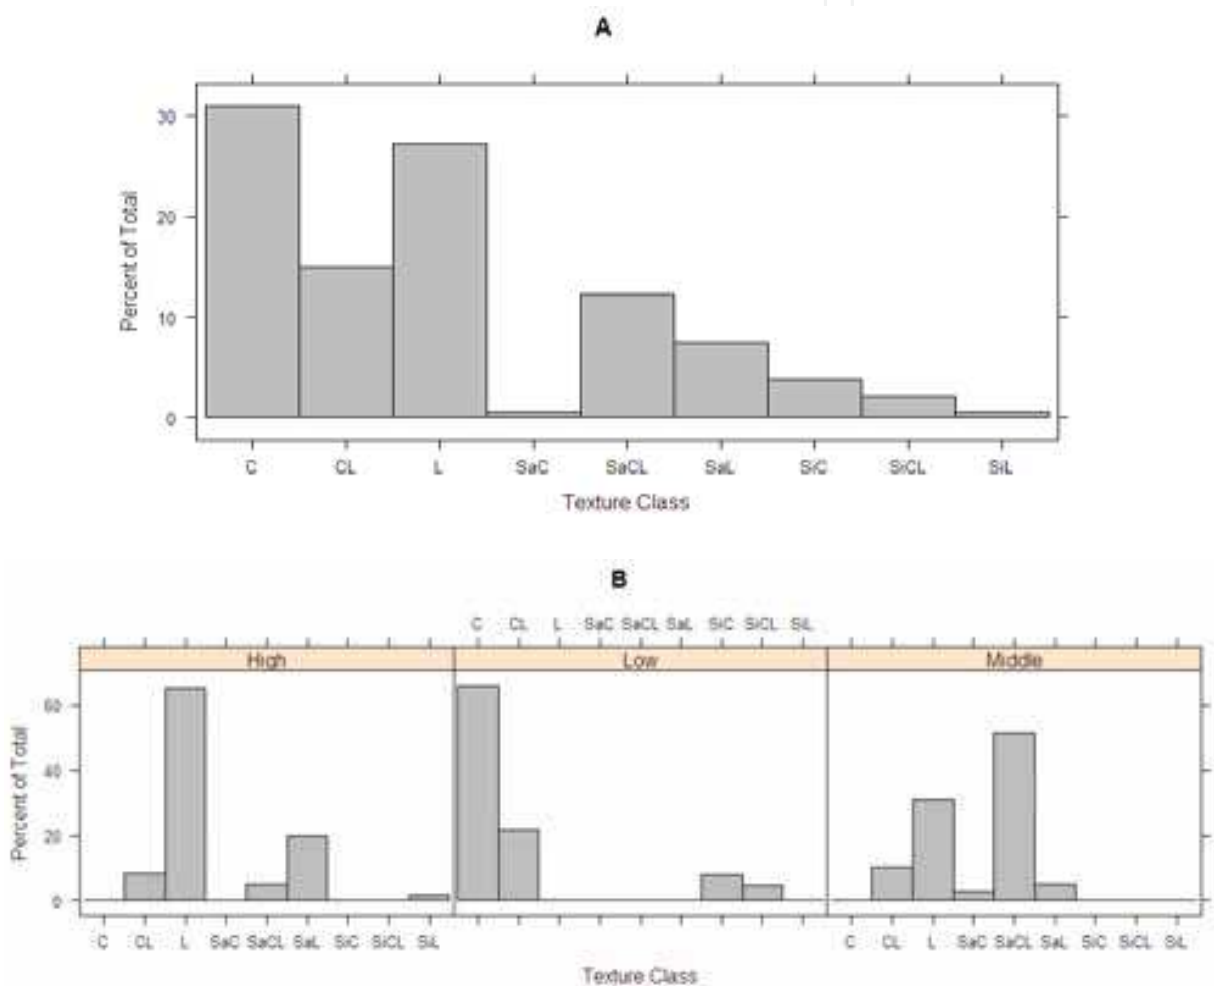 A
30
20
10
0
Percent of Total
C CL L SaC SaCL SaL SiC SiCL SiL
Texture Class
B
C CL L SaC SaCL SaL SiC SiCL SiL
High Low Middle
60
40
20
0
Percent of Total
C CL L SaC SaCL SaL SiC SiCL SiL C CL L SaC SaCL SaL SiC SiCL SiL
Texture Class